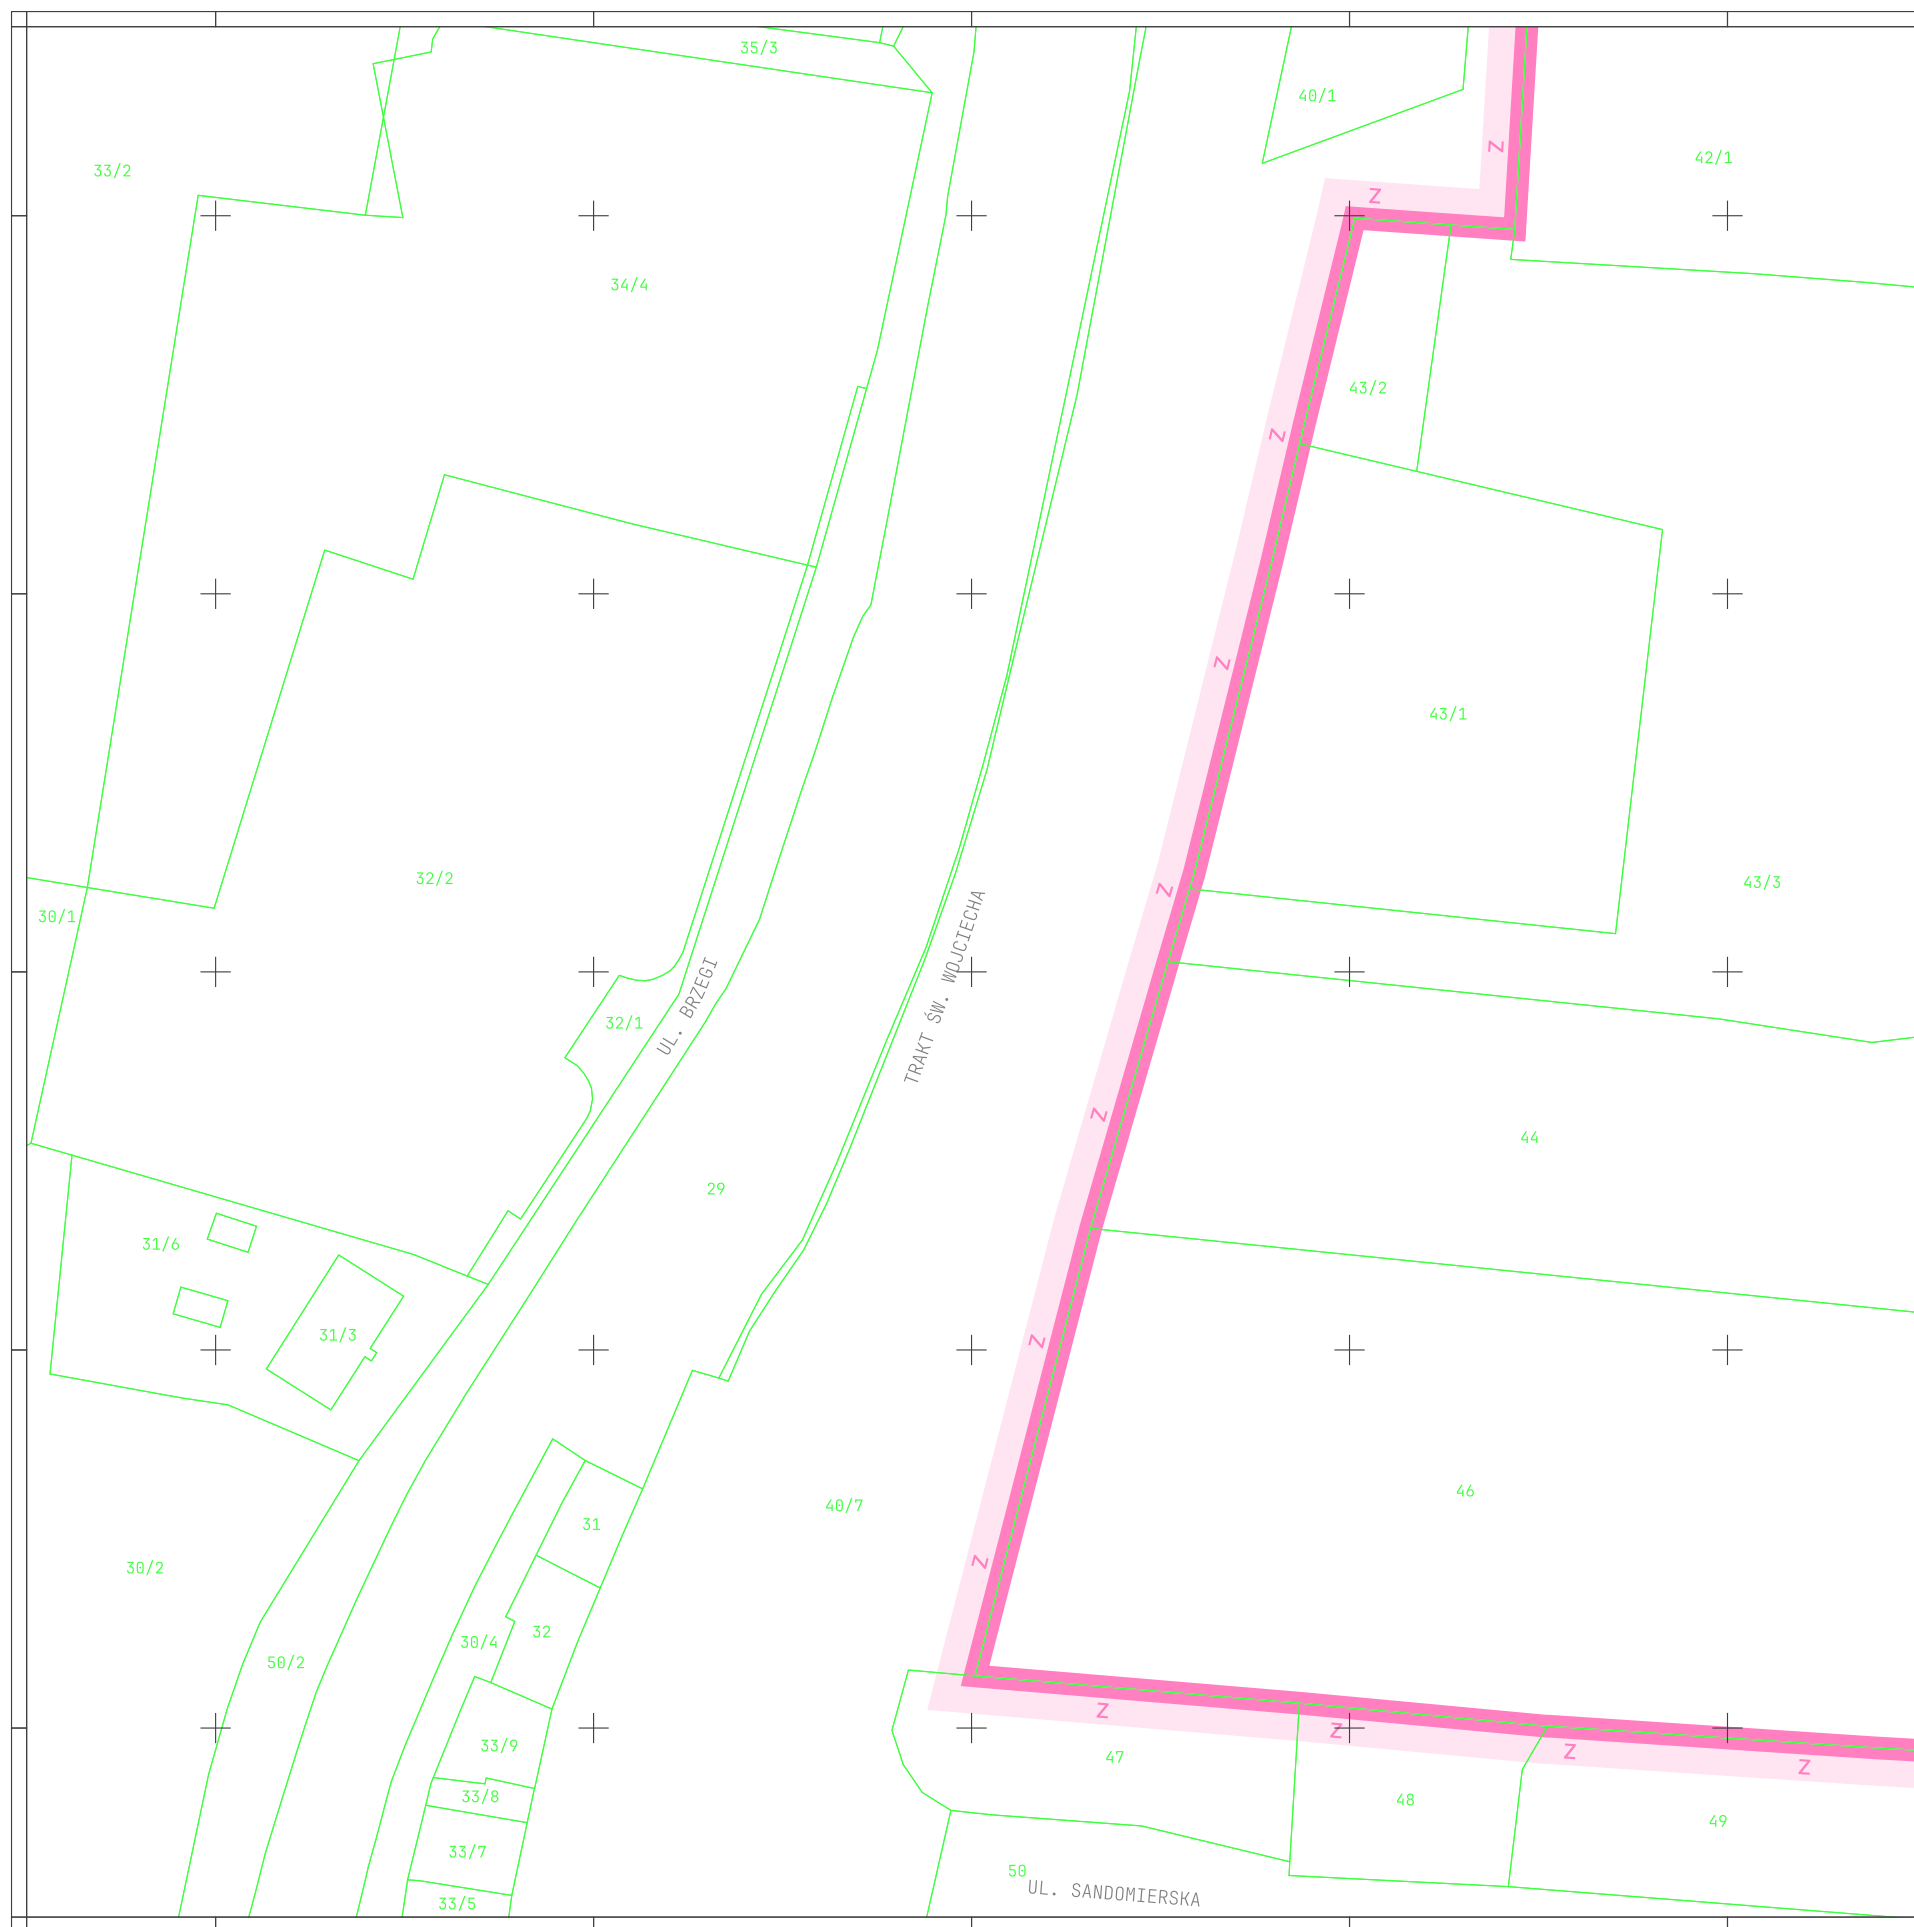 35/3
40/1
33/2
Z
42/1
Z
34/4
43/2
Z
Z
43/1
32/2
43/3
Z
30/1
TRAKT ŚW. WOJCIECHA
UL. BRZEGI
32/1
Z
44
29
31/6
31/3
Z
46
40/7
31
Z
30/2
32
30/4
50/2
Z
Z
33/9
Z
47
Z
33/8
48
49
33/7
50
UL. SANDOMIERSKA
33/5